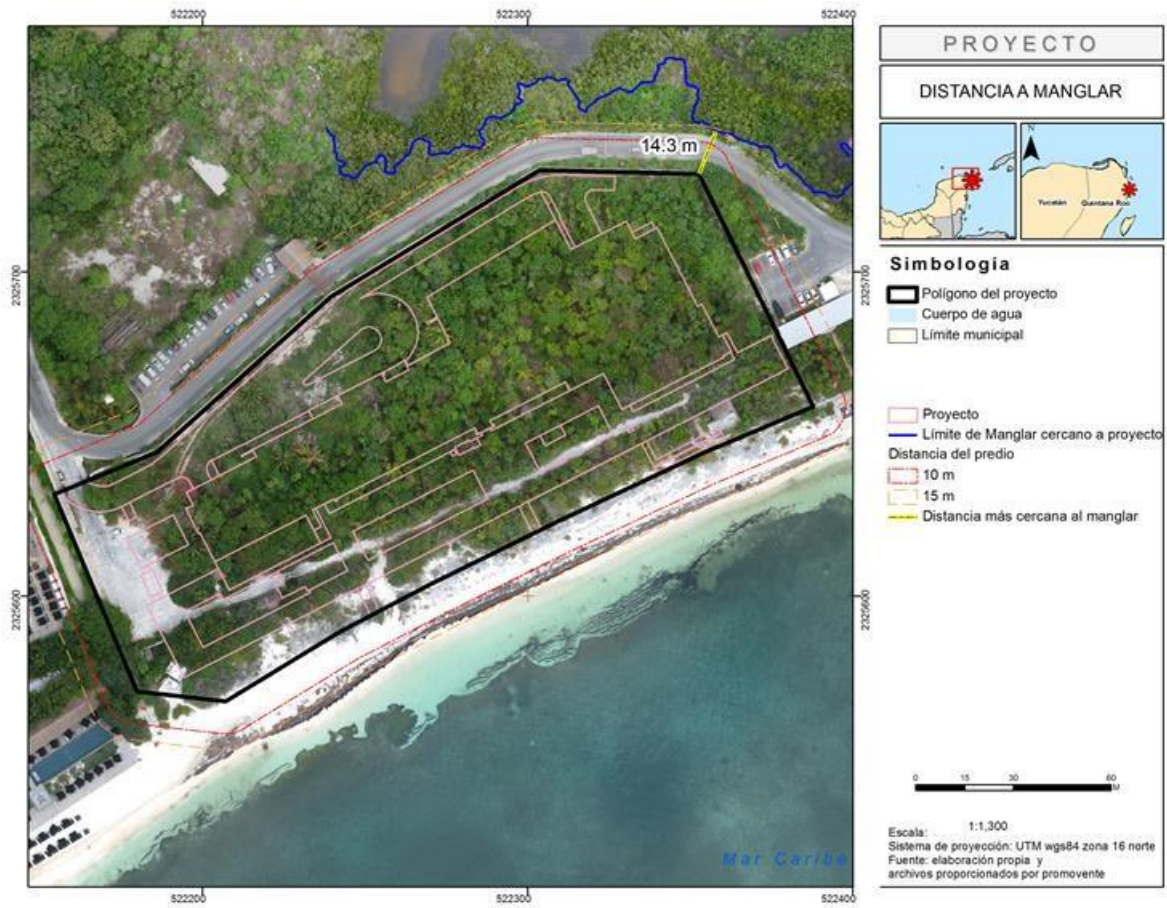 522200
522300
522400
2325700
2325600
2325700
2325600
522200
522300
522400
14.3 m
Mar Caribe
PROYECTO
DISTANCIA A MANGLAR
N
Yucatán
Quintana Roo
Simbología
Polígono del proyecto
Cuerpo de agua
Límite municipal
Proyecto
Límite de Manglar cercano a proyecto
Distancia del predio
10 m
15 m
Distancia más cercana al manglar
0 15 30 60
M
Escala: 1:1,300
Sistema de proyección: UTM wgs84 zona 16 norte
Fuente: elaboración propia y
archivos proporcionados por promovente